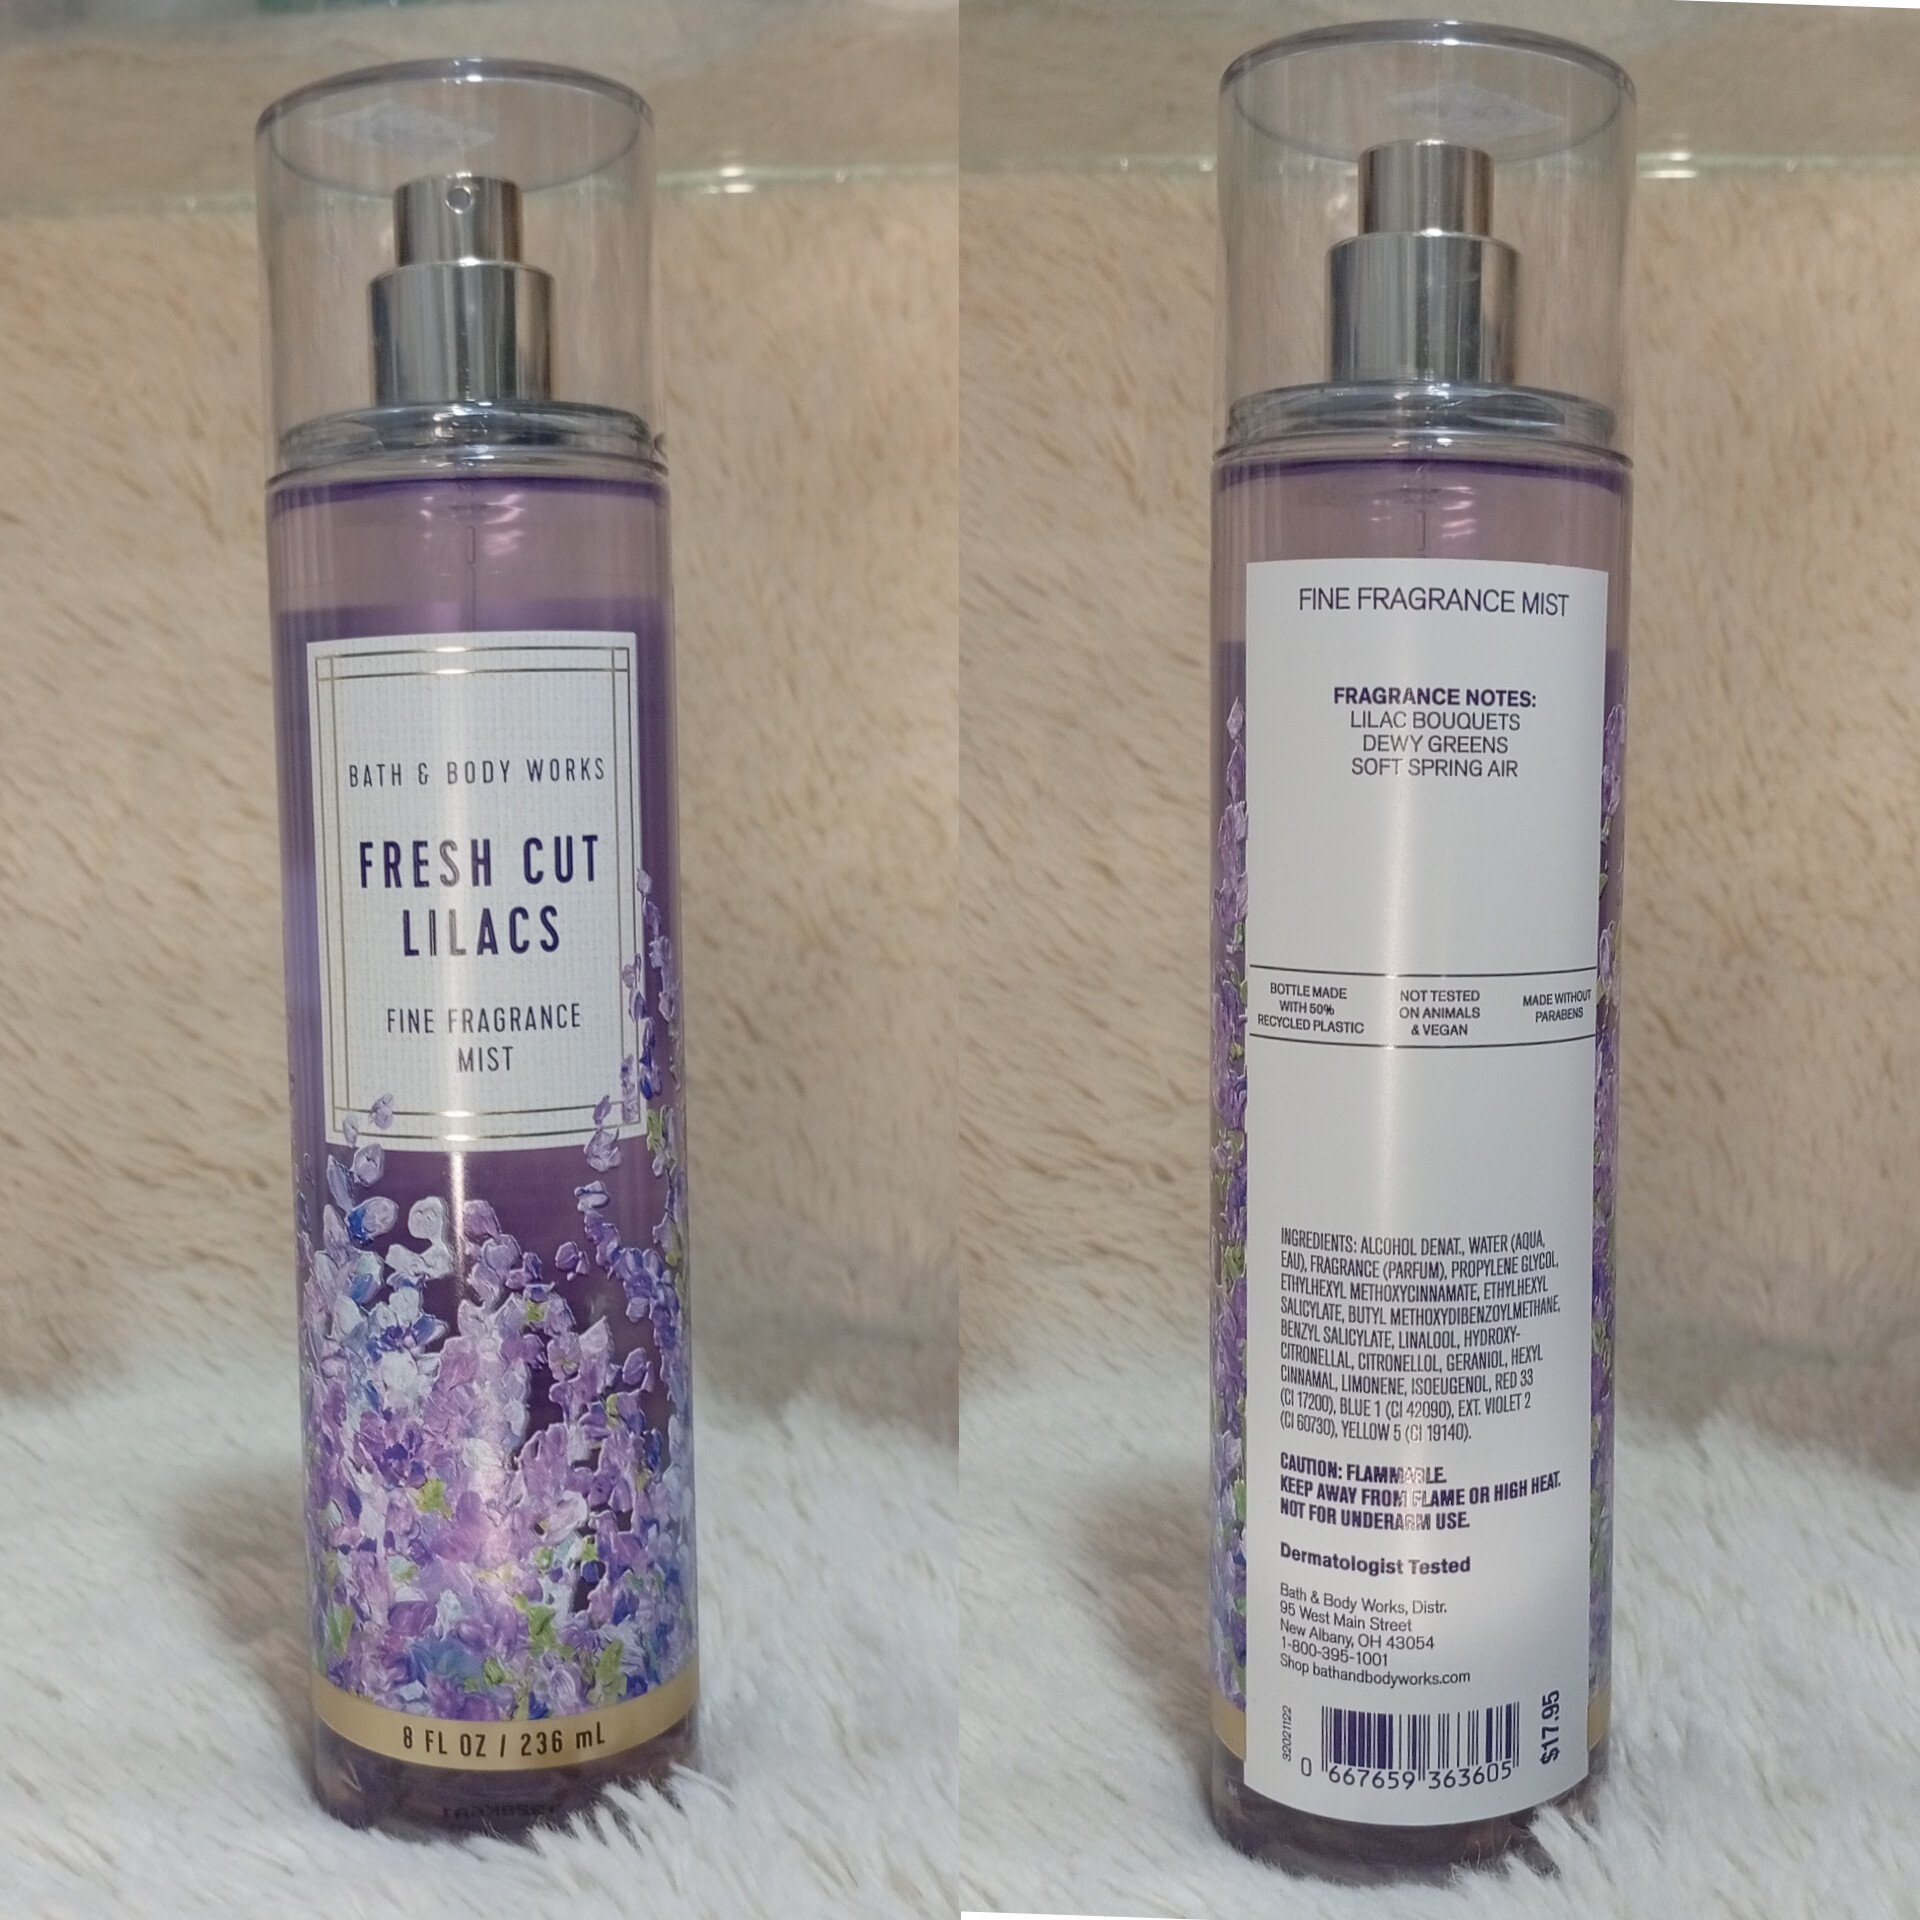 BATH & BODY WORKS
FRESH CUT
LILACS
FINE FRAGRANCE
MIST
8 FL OZ / 236 mL
FINE FRAGRANCE MIST
FRAGRANCE NOTES:
LILAC BOUQUETS
DEWY GREENS
SOFT SPRING AIR
BOTTLE MADE
WITH 50%
RECYCLED PLASTIC
NOT TESTED
ON ANIMALS
& VEGAN
MADE WITHOUT
PARABENS
INGREDIENTS: ALCOHOL DENAT., WATER (AQUA,
EAU), FRAGRANCE (PARFUM), PROPYLENE GLYCOL,
ETHYLHEXYL METHOXYCINNAMATE, ETHYLHEXYL
SALICYLATE, BUTYL METHOXYDIBENZOYLMETHANE,
BENZYL SALICYLATE, LINALOOL, HYDROXY-
CITRONELLAL, CITRONELLOL, GERANIOL, HEXYL
CINNAMAL, LIMONENE, ISOEUGENOL, RED 33
(CI 17200), BLUE 1 (CI 42090), EXT. VIOLET 2
(CI 60730), YELLOW 5 (CI 19140).
CAUTION: FLAMMABLE.
KEEP AWAY FROM FLAME OR HIGH HEAT.
NOT FOR UNDERARM USE.
Dermatologist Tested
Bath & Body Works, Distr.
95 West Main Street
New Albany, OH 43054
1-800-395-1001
Shop bathandbodyworks.com
32021122
$17.95
0 667659 363605